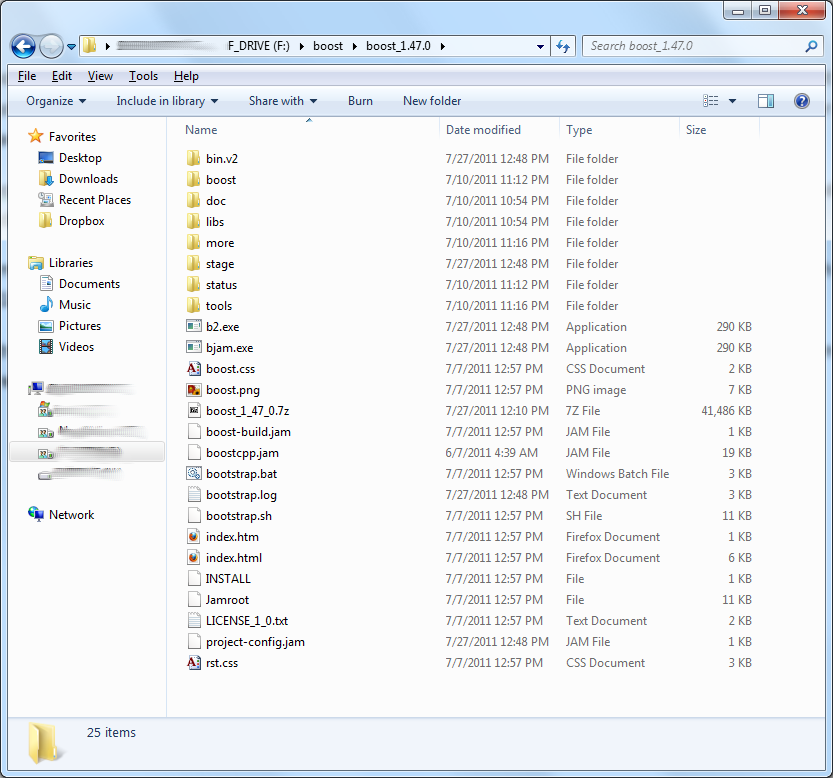 F_DRIVE (F:) boost boost_1.47.0 Search boost_1.47.0
File Edit View Tools Help
Organize Include in library Share with Burn New folder
Favorites
Desktop
Downloads
Recent Places
Dropbox
Libraries
Documents
Music
Pictures
Videos
Network
Name Date modified Type Size
bin.v2 7/27/2011 12:48 PM File folder
boost 7/10/2011 11:12 PM File folder
doc 7/10/2011 10:54 PM File folder
libs 7/10/2011 10:54 PM File folder
more 7/10/2011 11:16 PM File folder
stage 7/27/2011 12:48 PM File folder
status 7/10/2011 11:12 PM File folder
tools 7/10/2011 11:16 PM File folder
b2.exe 7/27/2011 12:48 PM Application 290 KB
bjam.exe 7/27/2011 12:48 PM Application 290 KB
boost.css 7/7/2011 12:57 PM CSS Document 2 KB
boost.png 7/7/2011 12:57 PM PNG image 7 KB
boost_1_47_0.7z 7/27/2011 12:10 PM 7Z File 41,486 KB
boost-build.jam 7/7/2011 12:57 PM JAM File 1 KB
boostcpp.jam 6/7/2011 4:39 AM JAM File 19 KB
bootstrap.bat 7/7/2011 12:57 PM Windows Batch File 3 KB
bootstrap.log 7/27/2011 12:48 PM Text Document 3 KB
bootstrap.sh 7/7/2011 12:57 PM SH File 11 KB
index.htm 7/7/2011 12:57 PM Firefox Document 1 KB
index.html 7/7/2011 12:57 PM Firefox Document 6 KB
INSTALL 7/7/2011 12:57 PM File 1 KB
Jamroot 7/7/2011 12:57 PM File 11 KB
LICENSE_1_0.txt 7/7/2011 12:57 PM Text Document 2 KB
project-config.jam 7/27/2011 12:48 PM JAM File 1 KB
rst.css 7/7/2011 12:57 PM CSS Document 3 KB
25 items